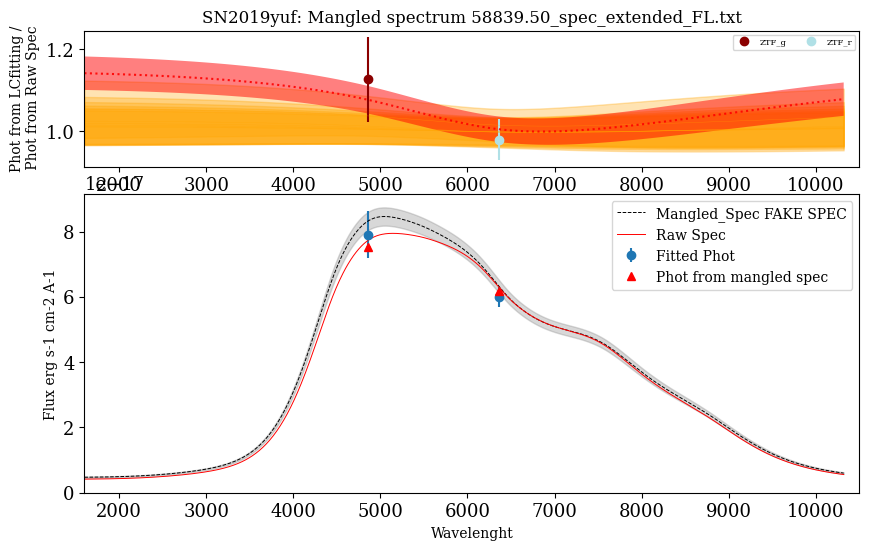 SN2019yuf: Mangled spectrum 58839.50_spec_extended_FL.txt
Phot from LCfitting /
Phot from Raw Spec
1.2
1.0
ZTF_g
ZTF_r
2000 3000 4000 5000 6000 7000 8000 9000 10000
1e−17
Flux erg s-1 cm-2 A-1
8
6
4
2
0
Mangled_Spec FAKE SPEC
Raw Spec
Fitted Phot
Phot from mangled spec
2000 3000 4000 5000 6000 7000 8000 9000 10000
Wavelenght